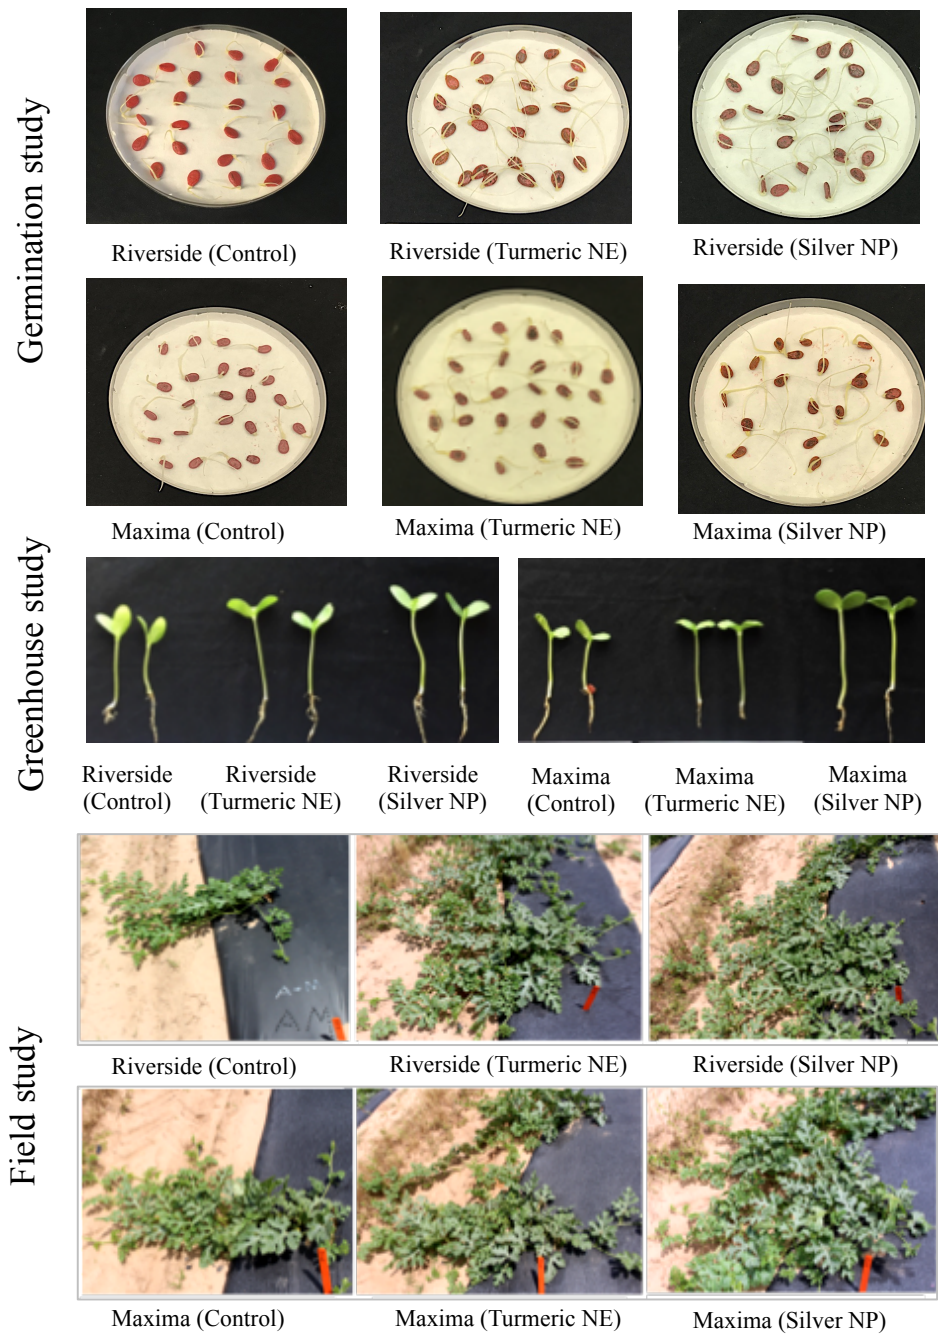 Germination study
Riverside (Control)
Riverside (Turmeric NE)
Riverside (Silver NP)
Maxima (Control)
Maxima (Turmeric NE)
Maxima (Silver NP)
Greenhouse study
Riverside
(Control)
Riverside
(Turmeric NE)
Riverside
(Silver NP)
Maxima
(Control)
Maxima
(Turmeric NE)
Maxima
(Silver NP)
Field study
AM
Riverside (Control)
Riverside (Turmeric NE)
Riverside (Silver NP)
Maxima (Control)
Maxima (Turmeric NE)
Maxima (Silver NP)